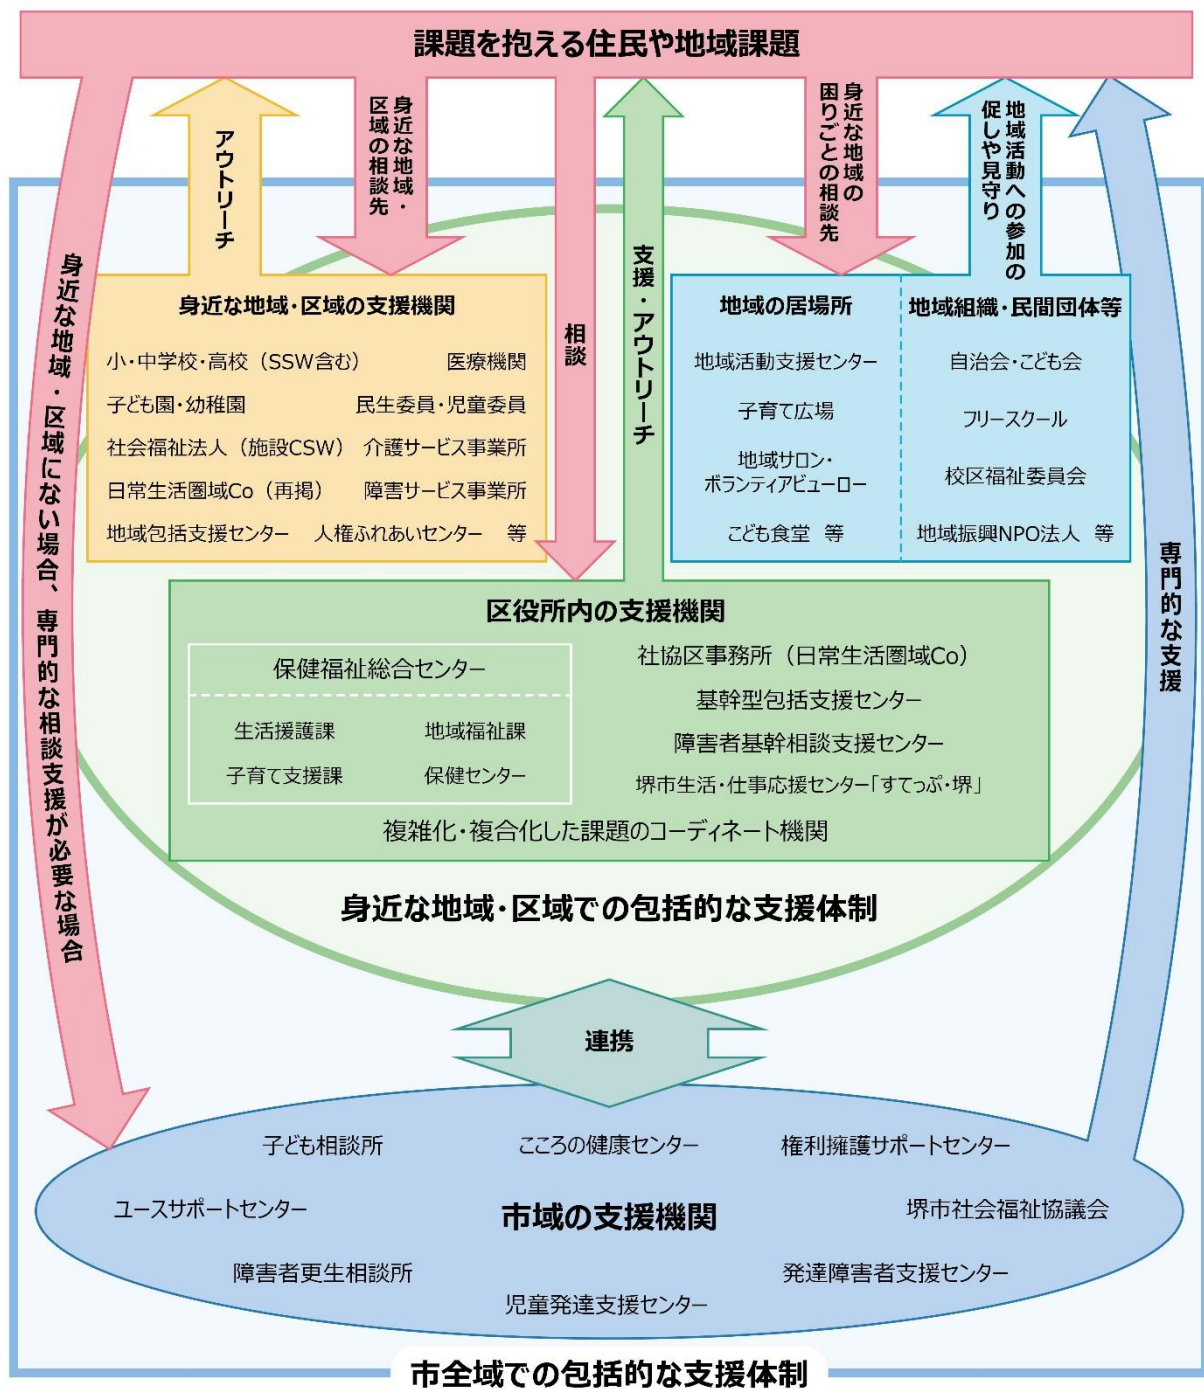 課題を抱える住民や地域課題
アウトリーチ
身近な地域・
区域の相談先
相談
支援・アウトリーチ
身近な地域の
困りごとの相談先
地域活動への参加の
促しや見守り
身近な地域・区域にない場合、専門的な相談支援が必要な場合
専門的な支援
身近な地域・区域の支援機関
小・中学校・高校（SSW含む） 医療機関
子ども園・幼稚園 民生委員・児童委員
社会福祉法人（施設CSW） 介護サービス事業所
日常生活圏域Co（再掲） 障害サービス事業所
地域包括支援センター 人権ふれあいセンター 等
地域の居場所
地域活動支援センター
子育て広場
地域サロン・
ボランティアビューロー
こども食堂 等
地域組織・民間団体等
自治会・こども会
フリースクール
校区福祉委員会
地域振興NPO法人 等
区役所内の支援機関
保健福祉総合センター
生活援護課 地域福祉課
子育て支援課 保健センター
社協区事務所（日常生活圏域Co）
基幹型包括支援センター
障害者基幹相談支援センター
堺市生活・仕事応援センター「すてっぷ・堺」
複雑化・複合化した課題のコーディネート機関
身近な地域・区域での包括的な支援体制
連携
子ども相談所 こころの健康センター 権利擁護サポートセンター
ユースサポートセンター 市域の支援機関 堺市社会福祉協議会
障害者更生相談所 発達障害者支援センター
児童発達支援センター
市全域での包括的な支援体制